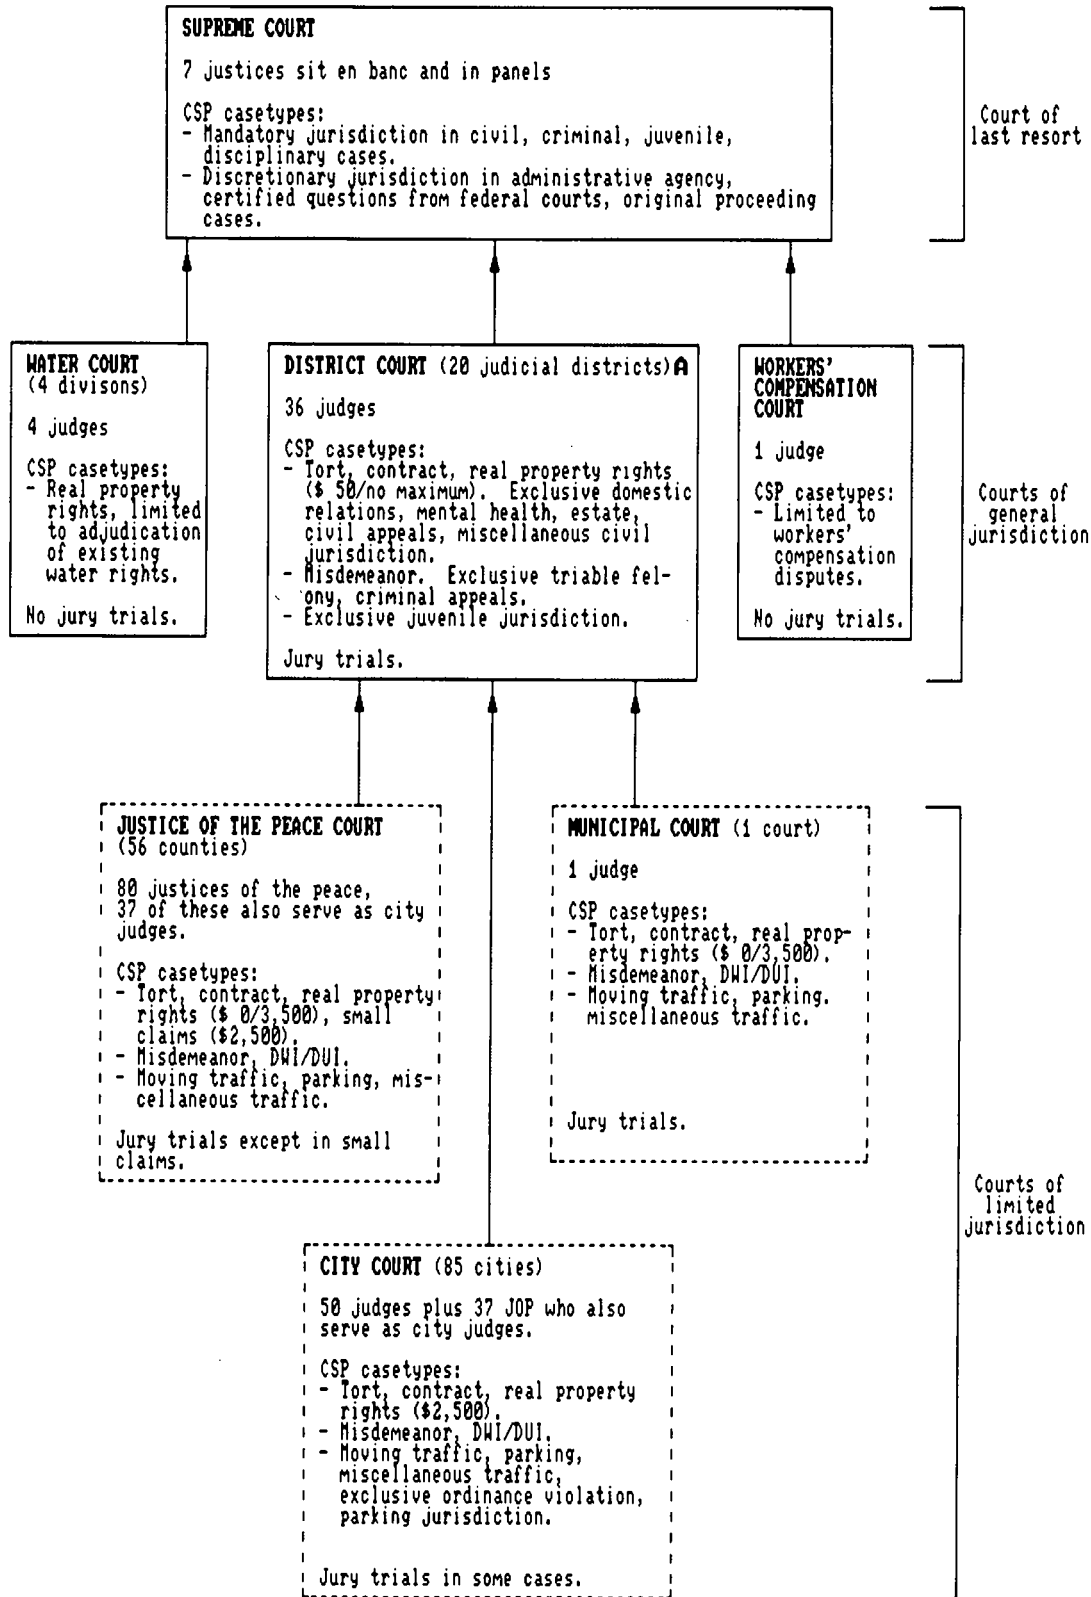 SUPREME COURT
7 justices sit en banc and in panels
CSP casetypes:
- Mandatory jurisdiction in civil, criminal, juvenile,
disciplinary cases.
- Discretionary jurisdiction in administrative agency,
certified questions from federal courts, original proceeding
cases.
Court of
last resort
WATER COURT
(4 divisons)
4 judges
CSP casetypes:
- Real property
rights, limited
to adjudication
of existing
water rights.
No jury trials.
DISTRICT COURT (20 judicial districts) A
36 judges
CSP casetypes:
- Tort, contract, real property rights
($ 50/no maximum). Exclusive domestic
relations, mental health, estate,
civil appeals, miscellaneous civil
jurisdiction.
- Misdemeanor. Exclusive triable fel-
ony, criminal appeals.
- Exclusive juvenile jurisdiction.
Jury trials.
WORKERS'
COMPENSATION
COURT
1 judge
CSP casetypes:
- Limited to
workers'
compensation
disputes.
No jury trials.
Courts of
general
jurisdiction
JUSTICE OF THE PEACE COURT
(56 counties)
80 justices of the peace,
37 of these also serve as city
judges.
CSP casetypes:
- Tort, contract, real property
rights ($ 0/3,500), small
claims ($2,500).
- Misdemeanor, DWI/DUI.
- Moving traffic, parking, mis-
cellaneous traffic.
Jury trials except in small
claims.
MUNICIPAL COURT (1 court)
1 judge
CSP casetypes:
- Tort, contract, real prop-
erty rights ($ 0/3,500).
- Misdemeanor, DWI/DUI.
- Moving traffic, parking.
miscellaneous traffic.
Jury trials.
CITY COURT (85 cities)
50 judges plus 37 JOP who also
serve as city judges.
CSP casetypes:
- Tort, contract, real property
rights ($2,500).
- Misdemeanor, DWI/DUI.
- Moving traffic, parking,
miscellaneous traffic,
exclusive ordinance violation,
parking jurisdiction.
Jury trials in some cases.
Courts of
limited
jurisdiction